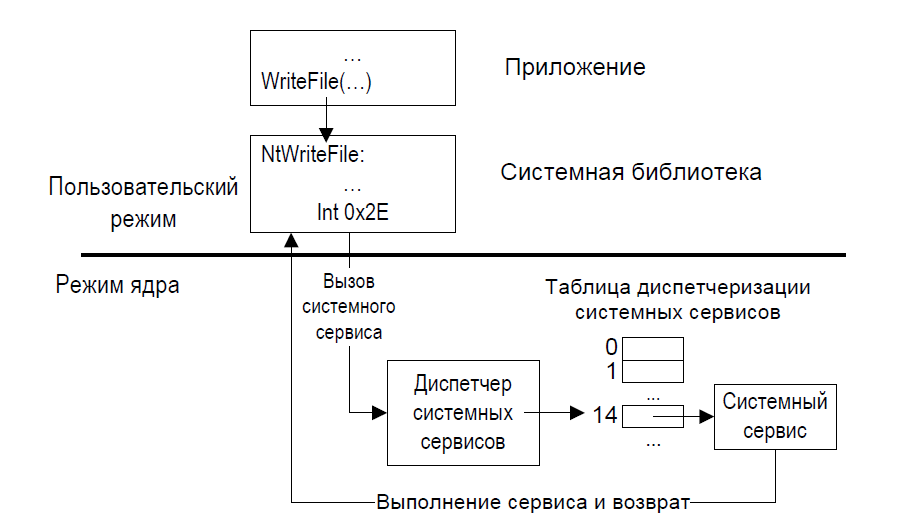 ...
WriteFile(...)
Приложение
NtWriteFile:
...
Int 0x2E
Системная библиотека
Пользовательский
режим
Режим ядра
Вызов
системного
сервиса
Таблица диспетчеризации
системных сервисов
0
1
...
14
...
Диспетчер
системных
сервисов
Системный
сервис
Выполнение сервиса и возврат